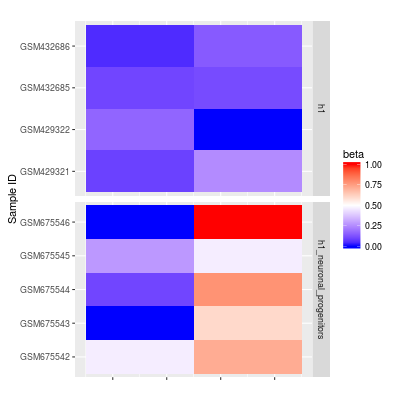 Sample ID
GSM432686
GSM432685
GSM429322
GSM429321
h1
GSM675546
GSM675545
GSM675544
GSM675543
GSM675542
h1_neuronal_progenitors
beta
1.00
0.75
0.50
0.25
0.00